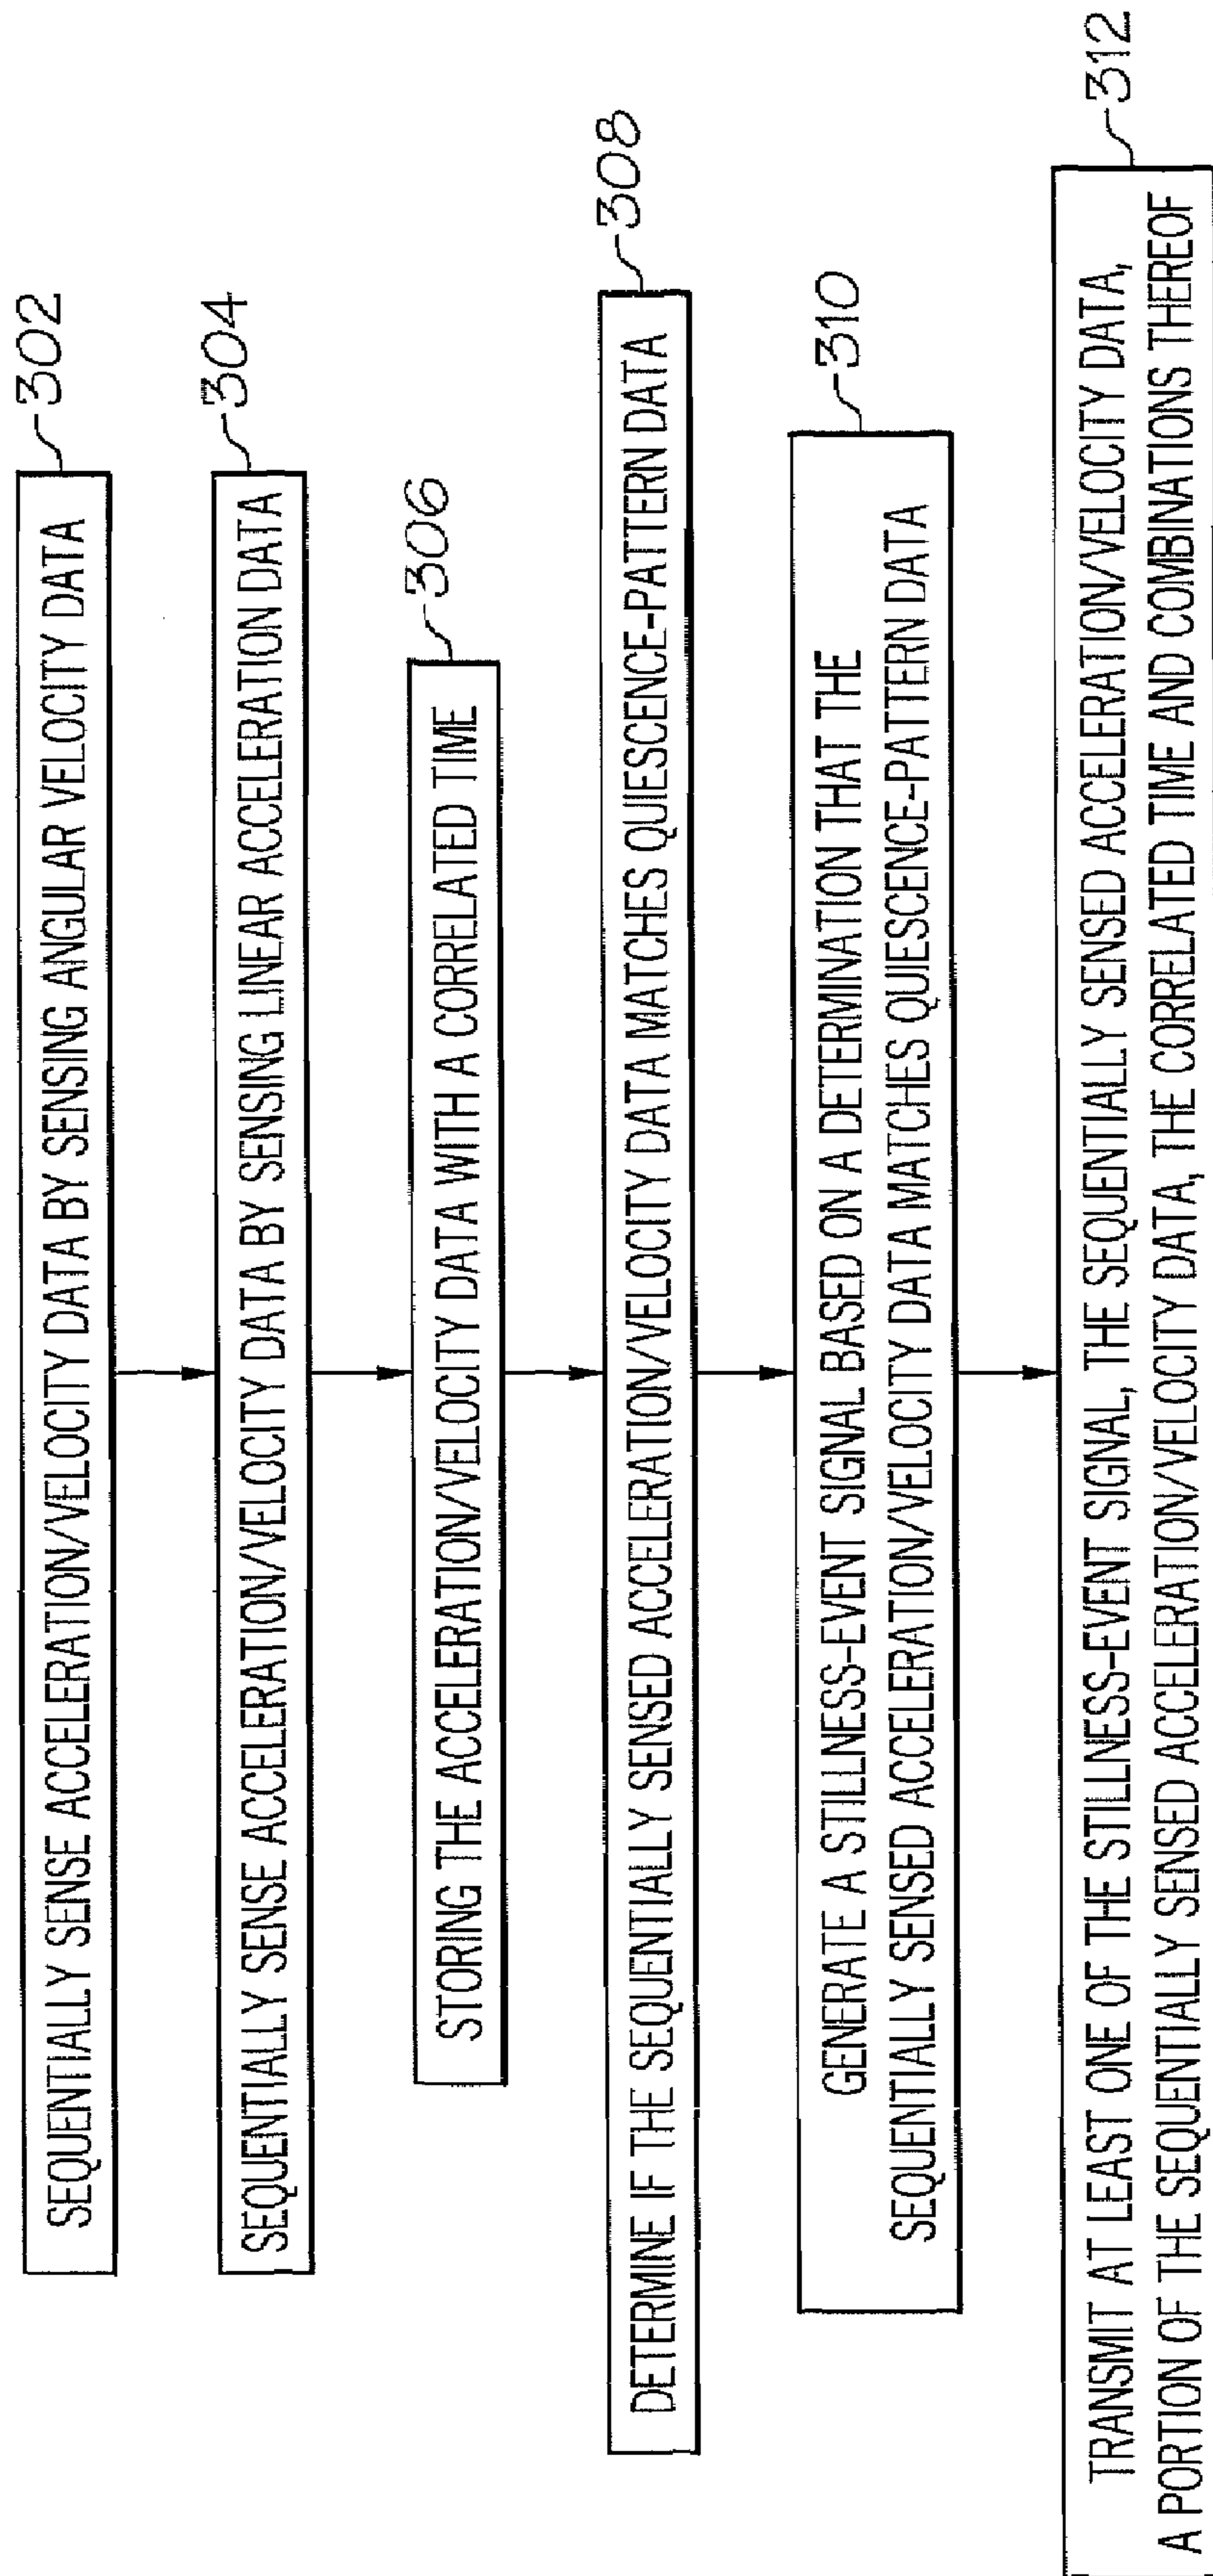 SEQUENTIALLY SENSE ACCELERATION/VELOCITY DATA BY SENSING ANGULAR VELOCITY DATA
302
SEQUENTIALLY SENSE ACCELERATION/VELOCITY DATA BY SENSING LINEAR ACCELERATION DATA
304
STORING THE ACCELERATION/VELOCITY DATA WITH A CORRELATED TIME
306
DETERMINE IF THE SEQUENTIALLY SENSED ACCELERATION/VELOCITY DATA MATCHES QUIESCENCE-PATTERN DATA
308
GENERATE A STILLNESS-EVENT SIGNAL BASED ON A DETERMINATION THAT THE
SEQUENTIALLY SENSED ACCELERATION/VELOCITY DATA MATCHES QUIESCENCE-PATTERN DATA
310
TRANSMIT AT LEAST ONE OF THE STILLNESS-EVENT SIGNAL, THE SEQUENTIALLY SENSED ACCELERATION/VELOCITY DATA,
A PORTION OF THE SEQUENTIALLY SENSED ACCELERATION/VELOCITY DATA, THE CORRELATED TIME AND COMBINATIONS THEREOF
312